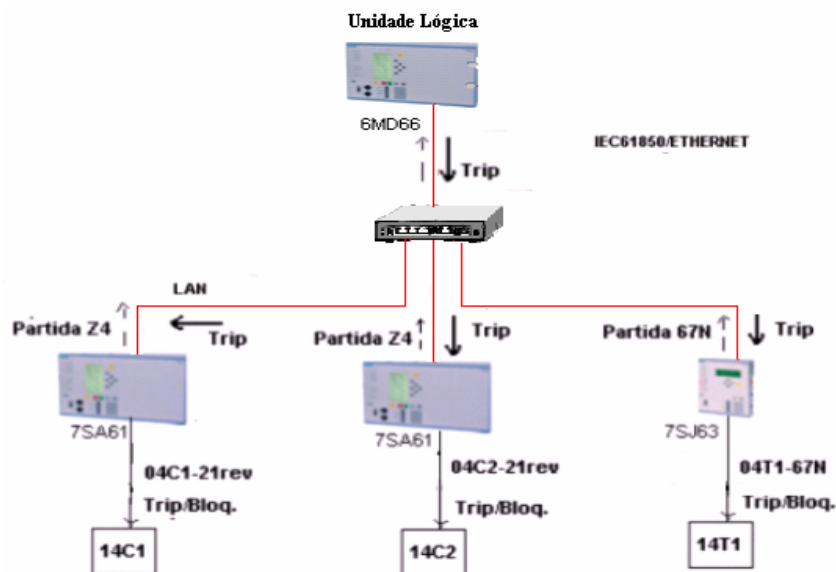 Unidade Lógica
6MD66
IEC61850/ETHERNET
Trip
LAN
Partida Z4
Trip
Partida Z4
Trip
Partida 67N
Trip
7SA61
7SA61
7SJ63
04C1-21rev
04C2-21rev
04T1-67N
Trip/Bloq.
Trip/Bloq.
Trip/Bloq.
14C1
14C2
14T1